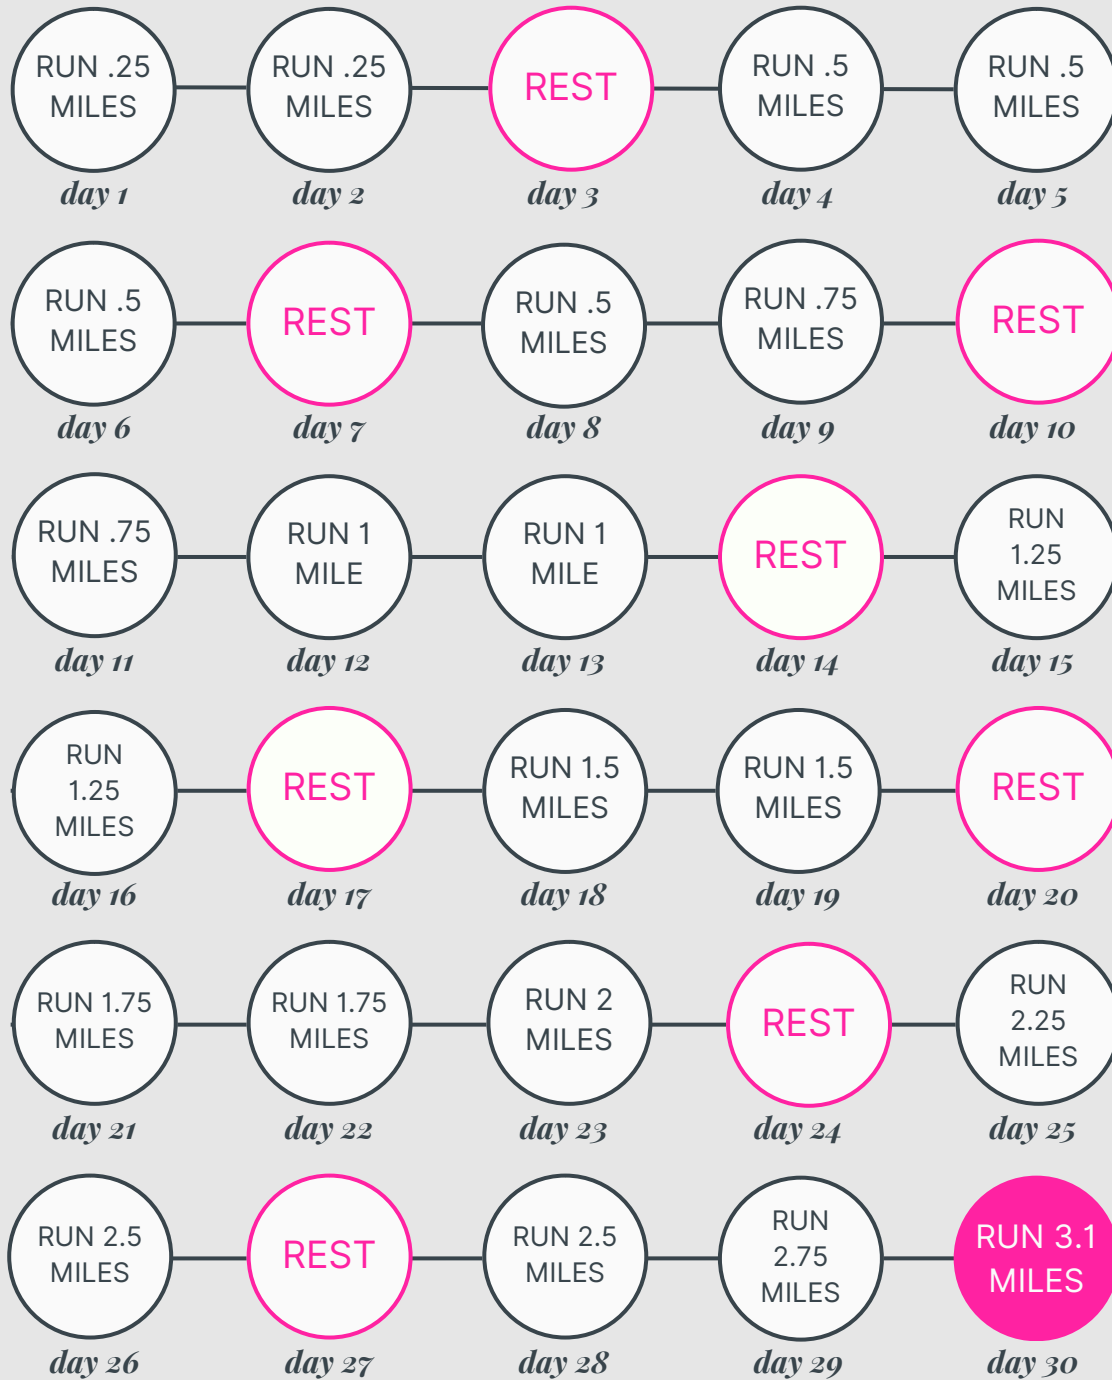 RUN .25
MILES
RUN .25
MILES
REST
RUN .5
MILES
RUN .5
MILES
day 1
day 2
day 3
day 4
day 5
RUN .5
MILES
REST
RUN .5
MILES
RUN .75
MILES
REST
day 6
day 7
day 8
day 9
day 10
RUN .75
MILES
RUN 1
MILE
RUN 1
MILE
REST
RUN
1.25
MILES
day 11
day 12
day 13
day 14
day 15
RUN
1.25
MILES
REST
RUN 1.5
MILES
RUN 1.5
MILES
REST
day 16
day 17
day 18
day 19
day 20
RUN 1.75
MILES
RUN 1.75
MILES
RUN 2
MILES
REST
RUN
2.25
MILES
day 21
day 22
day 23
day 24
day 25
RUN 2.5
MILES
REST
RUN 2.5
MILES
RUN
2.75
MILES
RUN 3.1
MILES
day 26
day 27
day 28
day 29
day 30